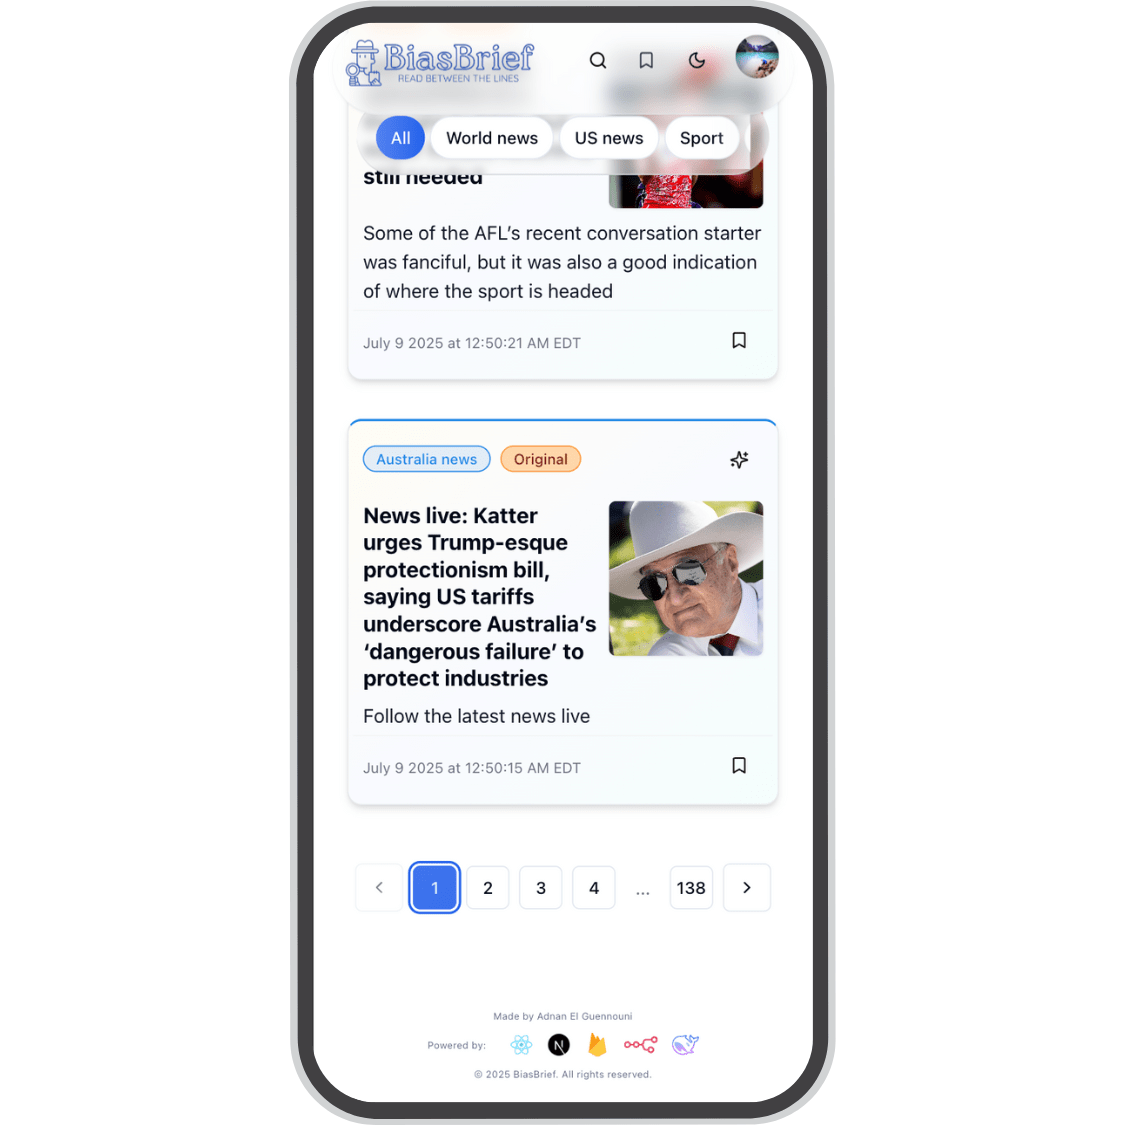 BiasBrief
READ BETWEEN THE LINES
All World news US news Sport
still needed
Some of the AFL’s recent conversation starter
was fanciful, but it was also a good indication
of where the sport is headed
July 9 2025 at 12:50:21 AM EDT
Australia news Original
News live: Katter
urges Trump-esque
protectionism bill,
saying US tariffs
underscore Australia’s
‘dangerous failure’ to
protect industries
Follow the latest news live
July 9 2025 at 12:50:15 AM EDT
1 2 3 4 ... 138
Made by Adnan El Guennouni
Powered by: N
© 2025 BiasBrief. All rights reserved.